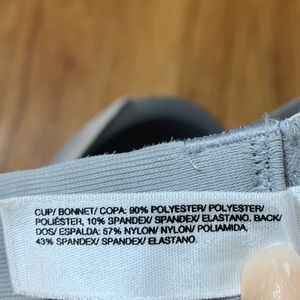 CUP/ BONNET/ COPA: 90% POLYESTER/ POLYESTER/
POLIÉSTER, 10% SPANDEX/ SPANDEX/ ELASTANO. BACK/
DOS/ ESPALDA: 57% NYLON/ NYLON/ POLIAMIDA,
43% SPANDEX/ SPANDEX/ ELASTANO.